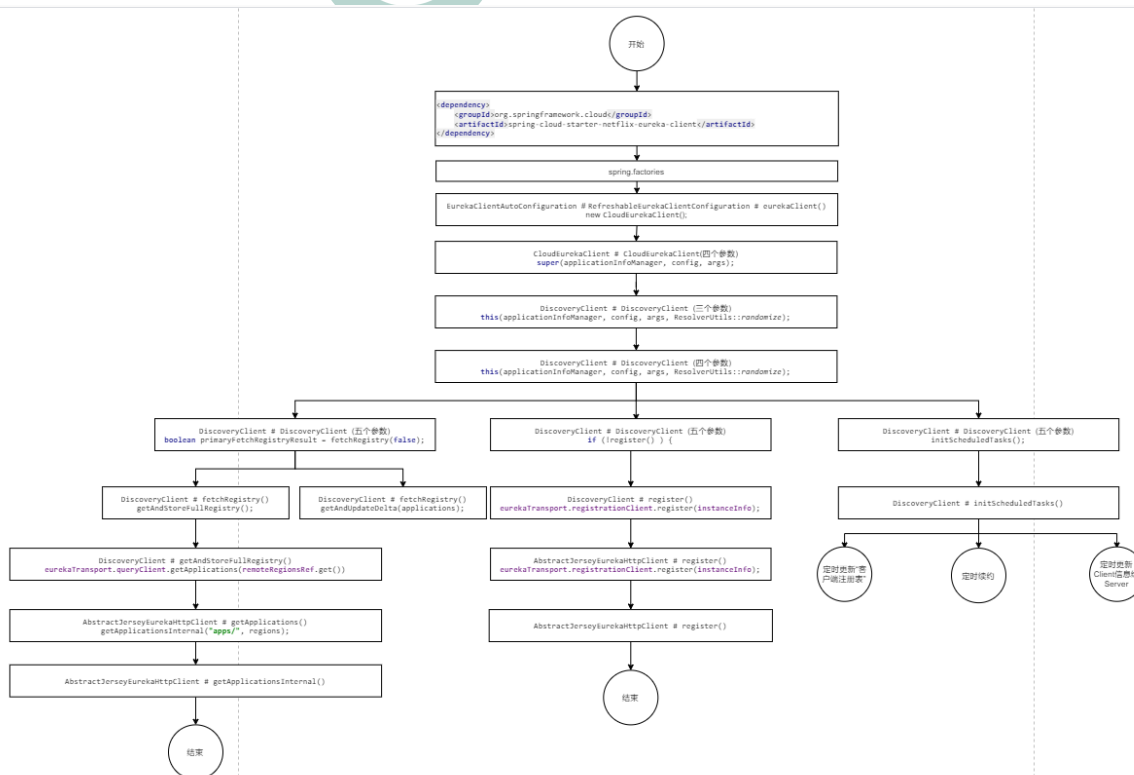 开始
<dependency>
<groupId>org.springframework.cloud</groupId>
<artifactId>spring-cloud-starter-netflix-eureka-client</artifactId>
</dependency>
spring.factories
EurekaClientAutoConfiguration # RefreshableEurekaClientConfiguration # eurekaClient()
new CloudEurekaClient();
CloudEurekaClient # CloudEurekaClient(四个参数)
super(applicationInfoManager, config, args);
DiscoveryClient # DiscoveryClient (三个参数)
this(applicationInfoManager, config, args, ResolverUtils::randomize);
DiscoveryClient # DiscoveryClient (四个参数)
this(applicationInfoManager, config, args, ResolverUtils::randomize);
DiscoveryClient # DiscoveryClient (五个参数)
boolean primaryFetchRegistryResult = fetchRegistry(false);
DiscoveryClient # DiscoveryClient (五个参数)
if (!register() ) {
DiscoveryClient # DiscoveryClient (五个参数)
initScheduledTasks();
DiscoveryClient # fetchRegistry()
getAndStoreFullRegistry();
DiscoveryClient # fetchRegistry()
getAndUpdateDelta(applications);
DiscoveryClient # register()
eurekaTransport.registrationClient.register(instanceInfo);
DiscoveryClient # initScheduledTasks()
DiscoveryClient # getAndStoreFullRegistry()
eurekaTransport.queryClient.getApplications(remoteRegionsRef.get())
AbstractJerseyEurekaHttpClient # register()
eurekaTransport.registrationClient.register(instanceInfo);
定时更新“客
户端注册表”
定时续约
定时更新
Client信息给
Server
AbstractJerseyEurekaHttpClient # getApplications()
getApplicationsInternal("apps/", regions);
AbstractJerseyEurekaHttpClient # register()
AbstractJerseyEurekaHttpClient # getApplicationsInternal()
结束
结束